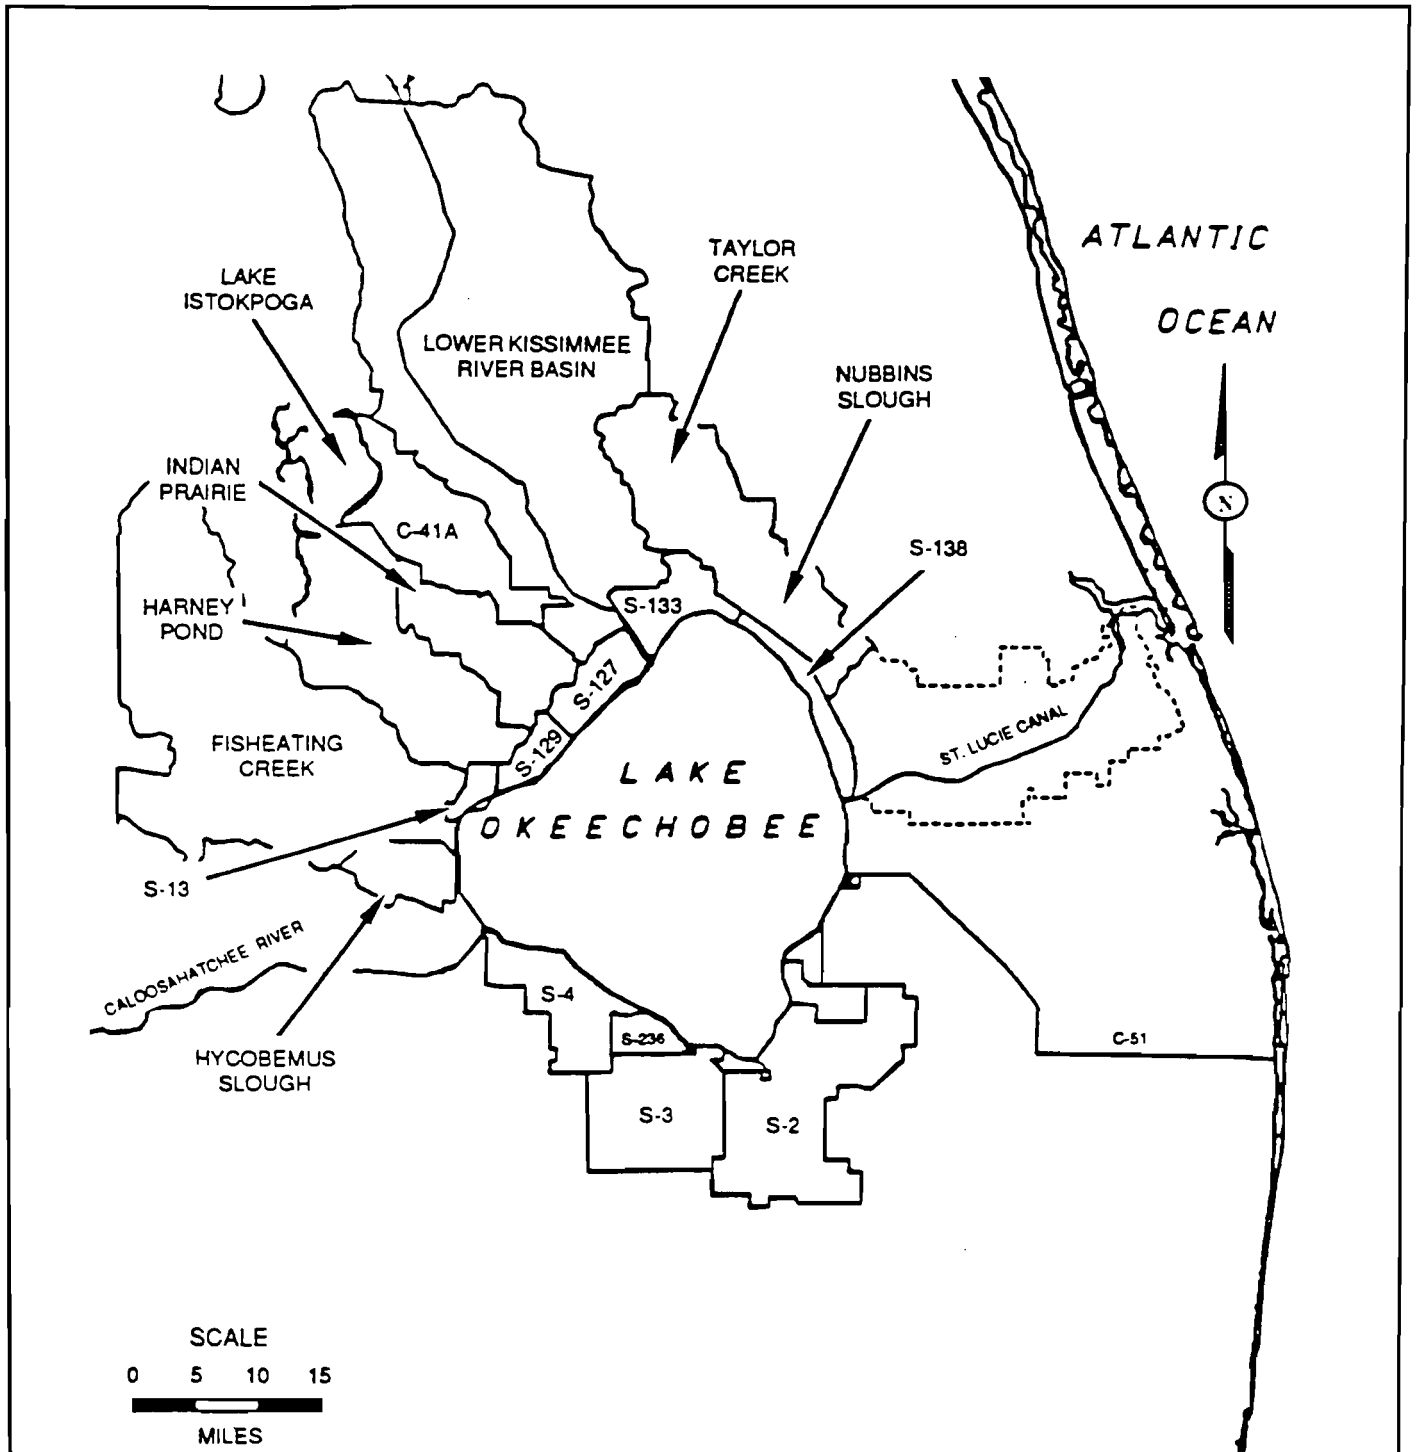 ATLANTIC
OCEAN
TAYLOR
CREEK
LAKE
ISTOKPOGA
LOWER KISSIMMEE
RIVER BASIN
NUBBINS
SLOUGH
INDIAN
PRAIRIE
N
C-41A
S-138
HARNEY
POND
S-133
S-127
ST. LUCIE CANAL
FISHEATING
CREEK
S-129
LAKE
OKEECHOBEE
S-13
CALOOSAHATCHEE RIVER
S-4
S-236
C-51
HYCOBEMUS
SLOUGH
S-3
S-2
SCALE
0 5 10 15
MILES